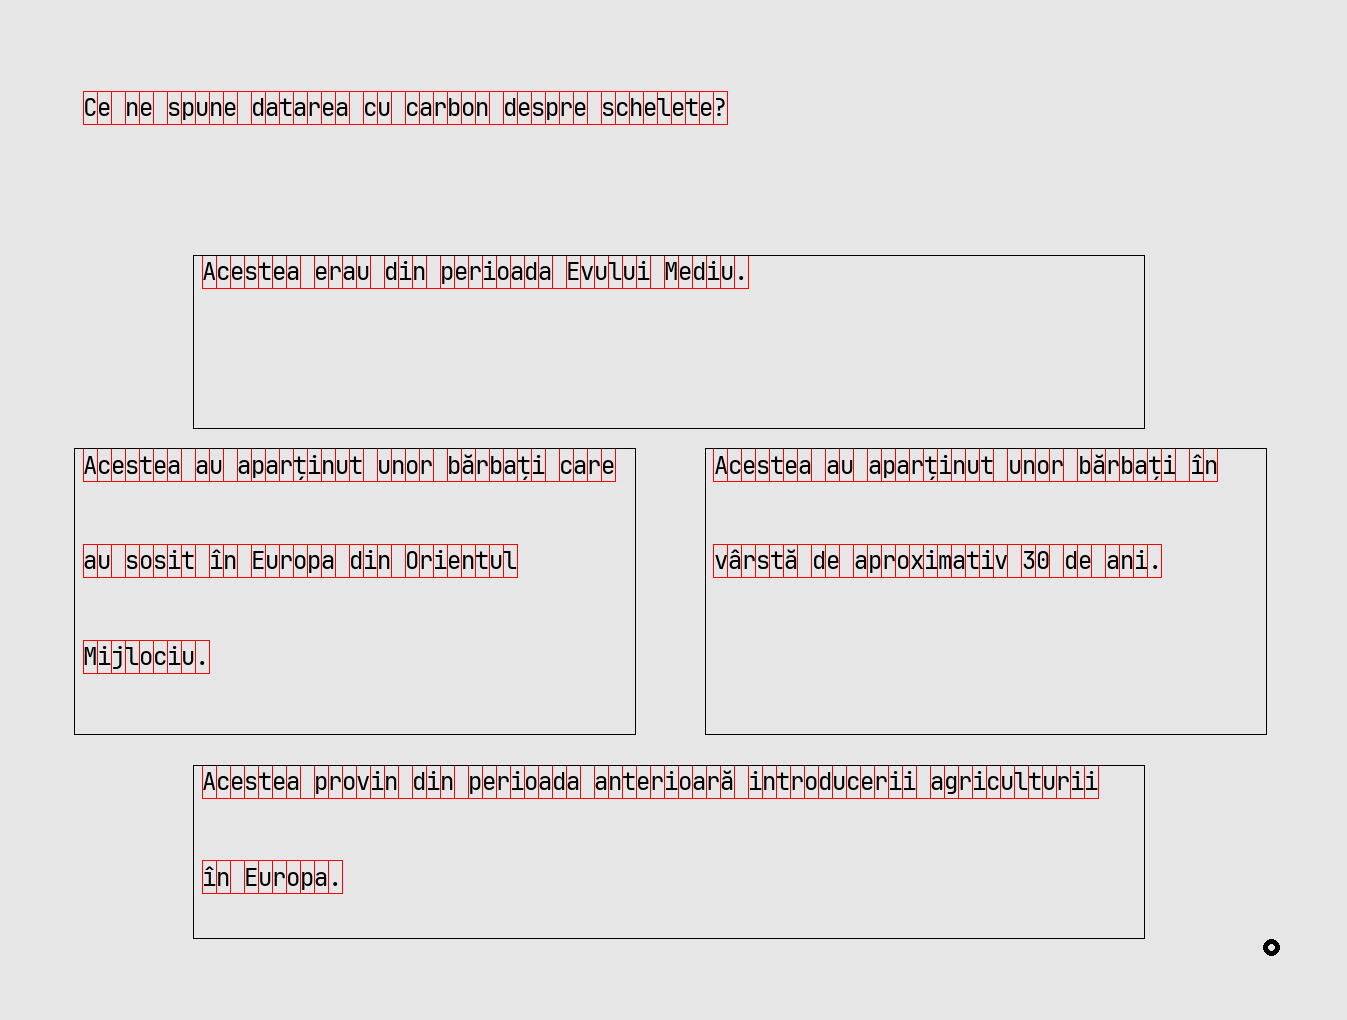 Ce ne spune datarea cu carbon despre schelete?
Acestea erau din perioada Evului Mediu.
Acestea au aparținut unor bărbați care
au sosit în Europa din Orientul
Mijlociu.
Acestea au aparținut unor bărbați în
vârstă de aproximativ 30 de ani.
Acestea provin din perioada anterioară introducerii agriculturii
în Europa.